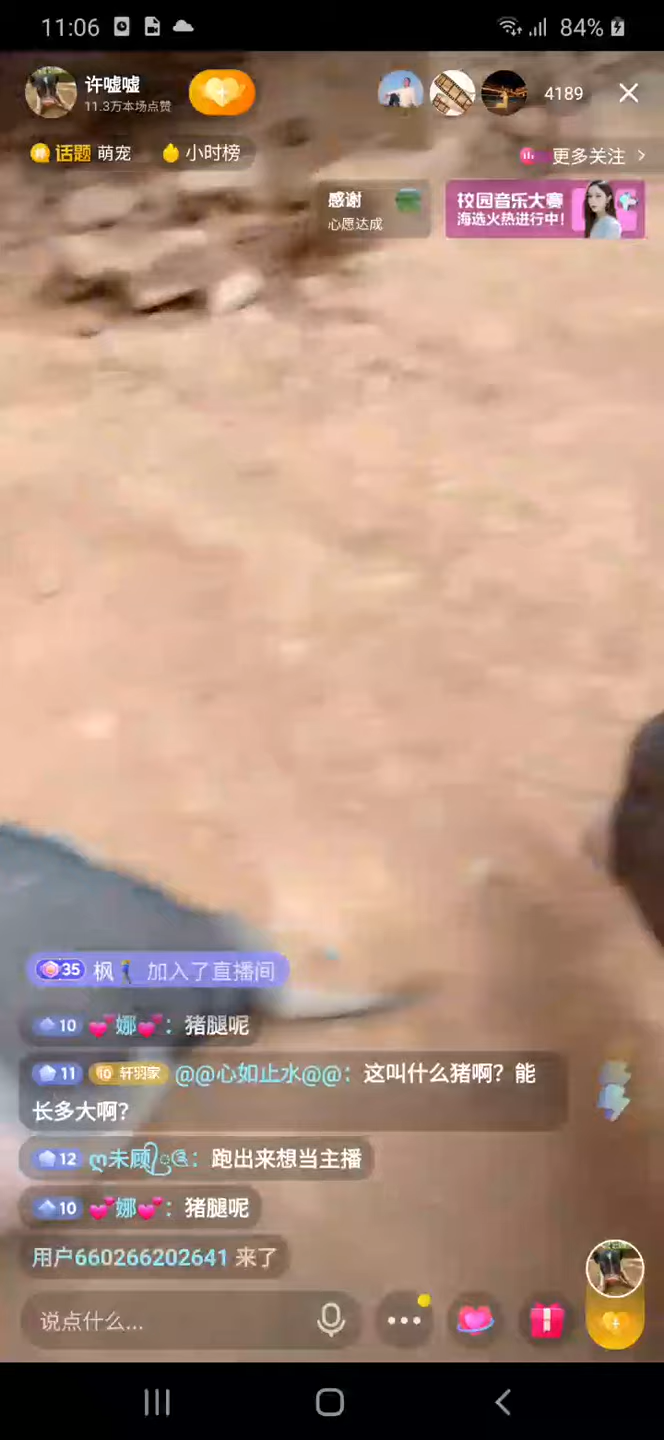 11:06
84%
许嘘嘘
11.3万本场点赞
4189
话题 萌宠
小时榜
更多关注
感谢
心愿达成
校园音乐大赛
海选火热进行中!
35 枫 加入了直播间
10 💕娜💕: 猪腿呢
11 轩羽家 @@心如止水@@: 这叫什么猪啊? 能
长多大啊?
12 ღ未顾: 跑出来想当主播
10 💕娜💕: 猪腿呢
用户660266202641 来了
说点什么...